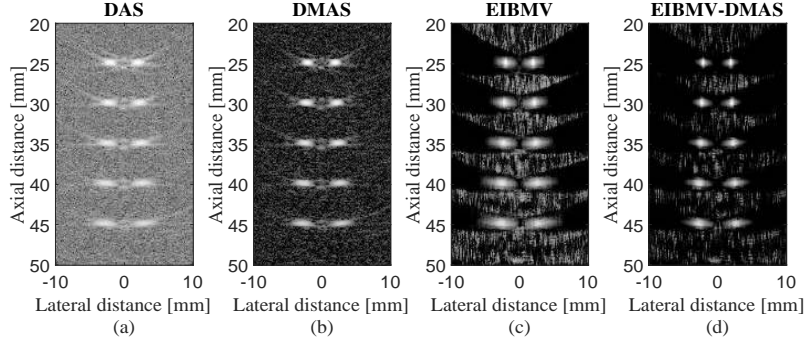 DAS
DMAS
EIBMV
EIBMV-DMAS
Axial distance [mm]
20
25
30
35
40
45
50
-10
0
10
Lateral distance [mm]
(a)
Axial distance [mm]
20
25
30
35
40
45
50
-10
0
10
Lateral distance [mm]
(b)
Axial distance [mm]
20
25
30
35
40
45
50
-10
0
10
Lateral distance [mm]
(c)
Axial distance [mm]
20
25
30
35
40
45
50
-10
0
10
Lateral distance [mm]
(d)